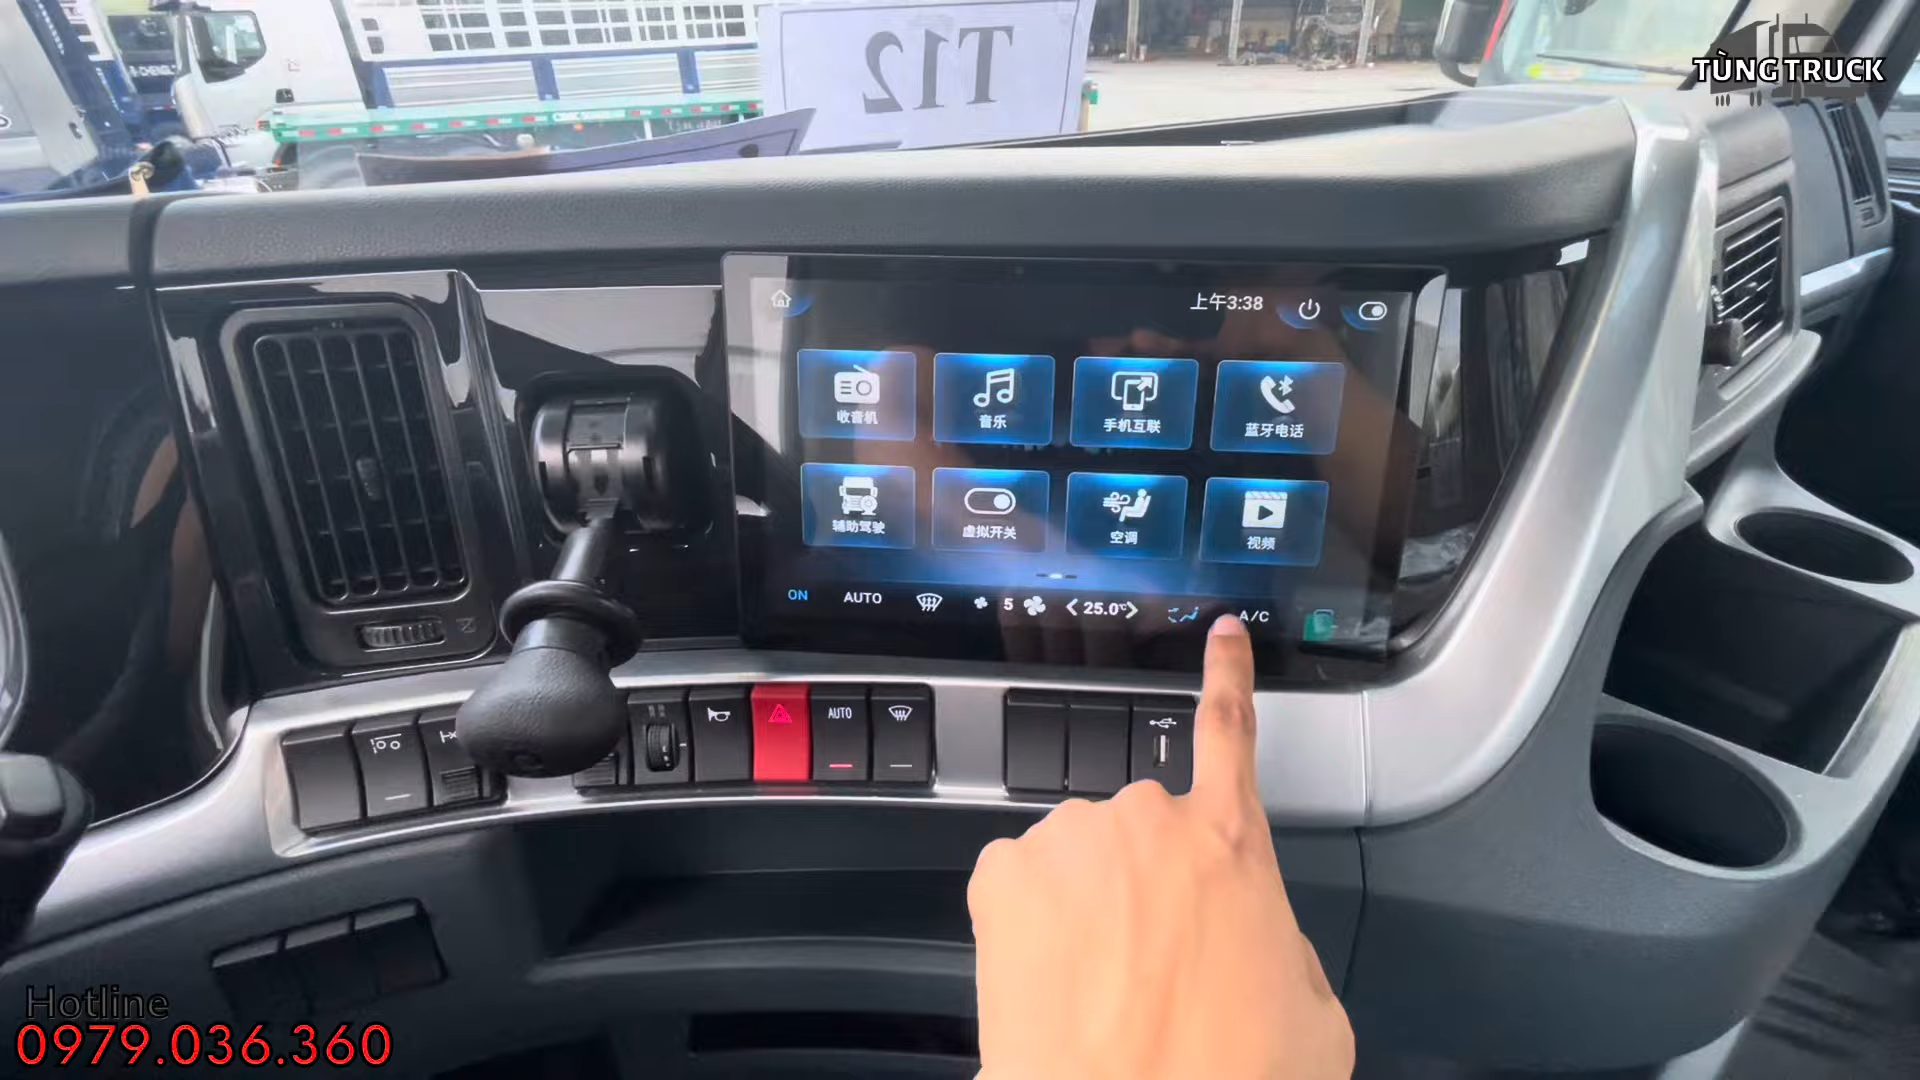 T12
TÙNG TRUCK
上午3:38
收音机
音乐
手机互联
蓝牙电话
辅助驾驶
虚拟开关
空调
视频
ON
AUTO
5
25.0℃
A/C
AUTO
Hotline
0979.036.360